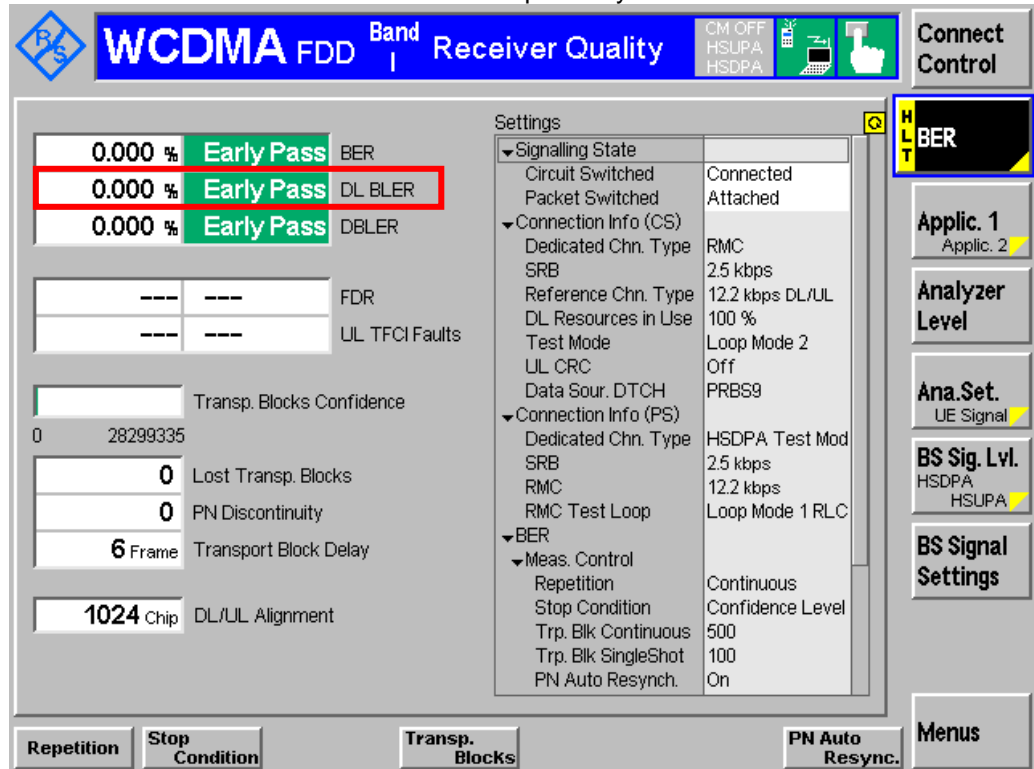 R&S
WCDMA FDD Band I Receiver Quality
CM OFF
HSUPA
HSDPA
Connect Control
0.000 % Early Pass BER
0.000 % Early Pass DL BLER
0.000 % Early Pass DBLER
--- --- FDR
--- --- UL TFCI Faults
Transp. Blocks Confidence
0 28299335
0 Lost Transp. Blocks
0 PN Discontinuity
6 Frame Transport Block Delay
1024 Chip DL/UL Alignment
Settings
Signalling State
Circuit Switched Connected
Packet Switched Attached
Connection Info (CS)
Dedicated Chn. Type RMC
SRB 2.5 kbps
Reference Chn. Type 12.2 kbps DL/UL
DL Resources in Use 100 %
Test Mode Loop Mode 2
UL CRC Off
Data Sour. DTCH PRBS9
Connection Info (PS)
Dedicated Chn. Type HSDPA Test Mod
SRB 2.5 kbps
RMC 12.2 kbps
RMC Test Loop Loop Mode 1 RLC
BER
Meas. Control
Repetition Continuous
Stop Condition Confidence Level
Trp. Blk Continuous 500
Trp. Blk SingleShot 100
PN Auto Resynch. On
HLT BER
Applic. 1
Applic. 2
Analyzer
Level
Ana.Set.
UE Signal
BS Sig. Lvl.
HSDPA
HSUPA
BS Signal
Settings
Menus
Repetition
Stop
Condition
Transp.
Blocks
PN Auto
Resync.